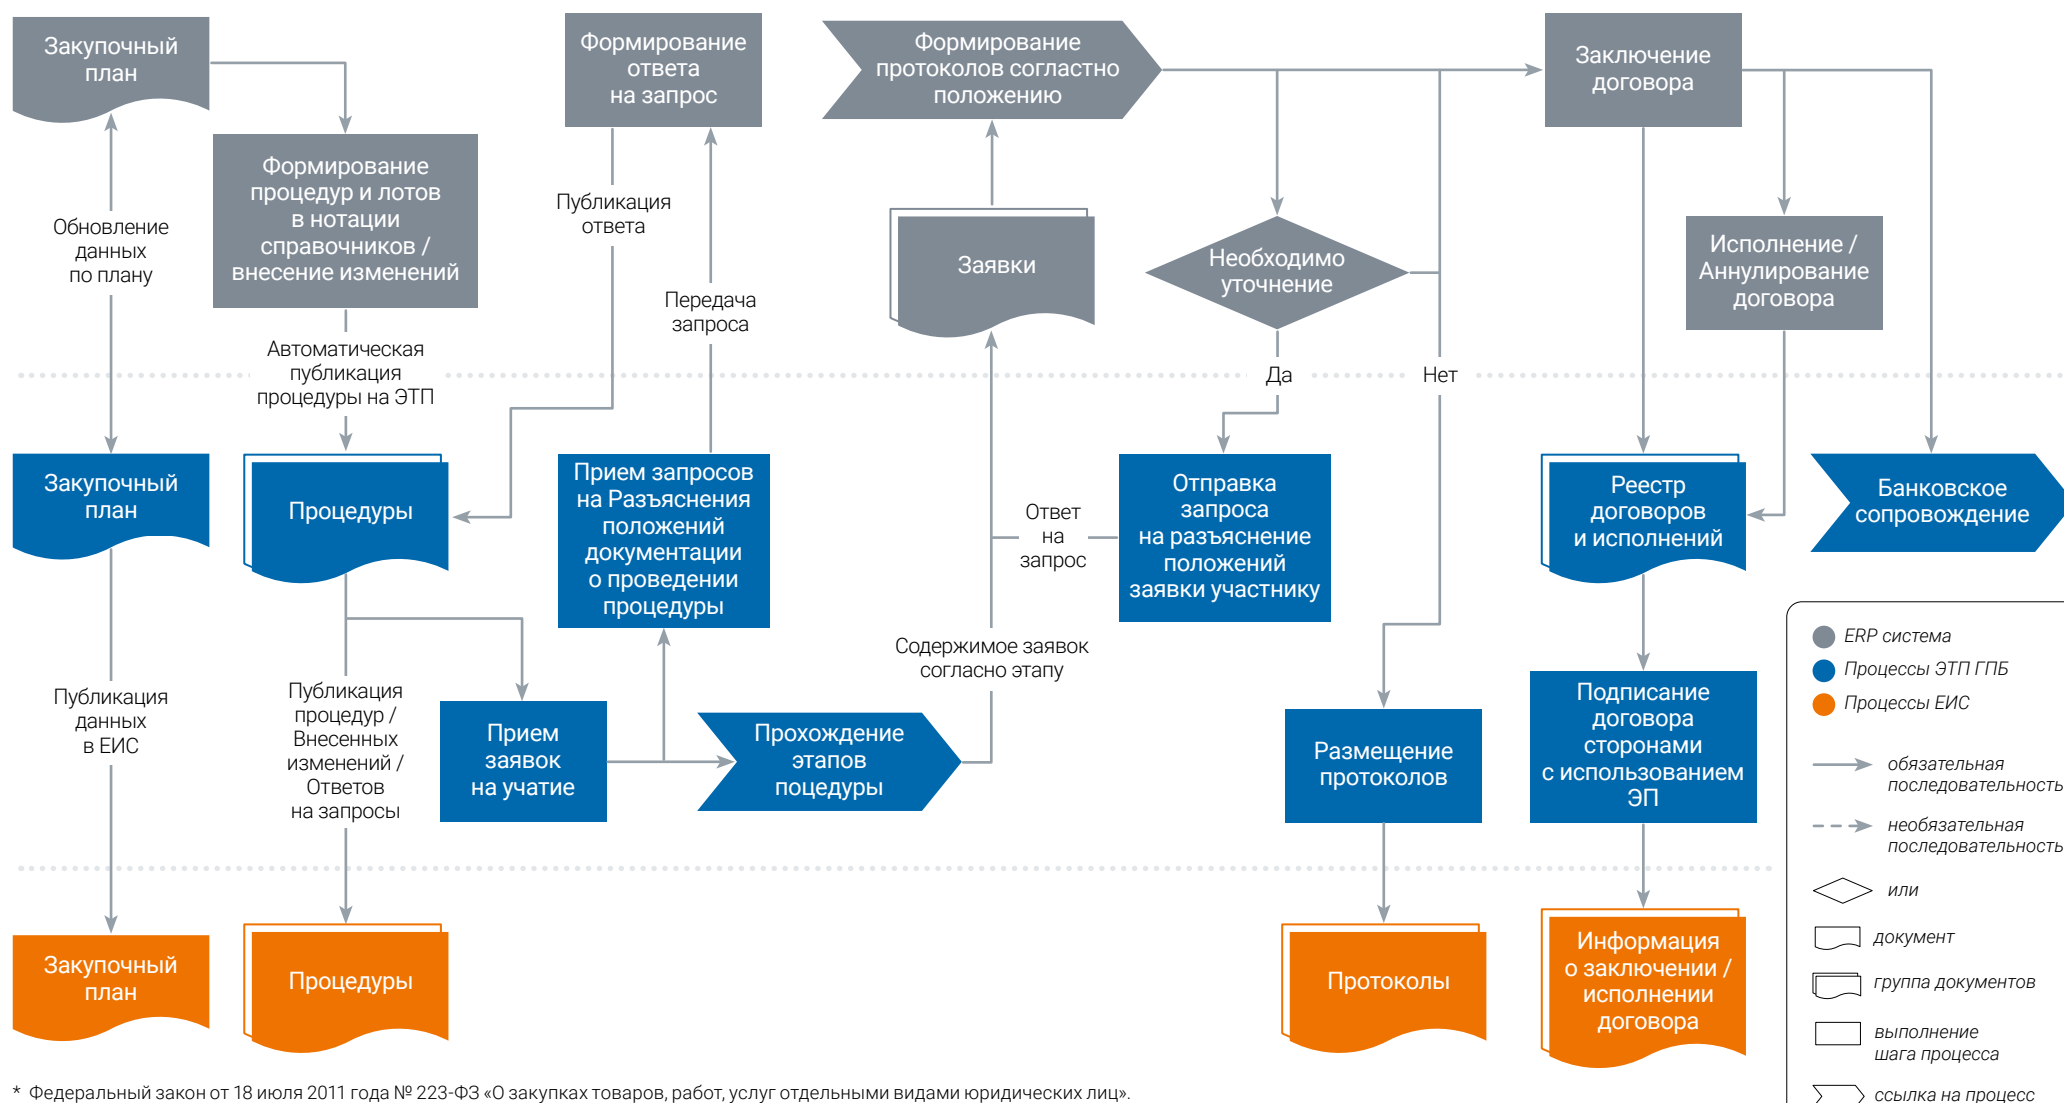 Закупочный
план
Формирование
ответа
на запрос
Формирование
протоколов согластно
положению
Заключение
договора
Формирование
процедур и лотов
в нотации
справочников /
внесение изменений
Обновление
данных
по плану
Публикация
ответа
Передача
запроса
Заявки
Необходимо
уточнение
Исполнение /
Аннулирование
договора
Автоматическая
публикация
процедуры на ЭТП
Да
Нет
Закупочный
план
Процедуры
Прием запросов
на Разъяснения
положений
документации
о проведении
процедуры
Ответ
на
запрос
Отправка
запроса
на разъяснение
положений
заявки участнику
Реестр
договоров
и исполнений
Банковское
сопровождение
Публикация
данных
в ЕИС
Публикация
процедур /
Внесенных
изменений /
Ответов
на запросы
Прием
заявок
на учатие
Прохождение
этапов
поцедуры
Содержимое заявок
согласно этапу
Размещение
протоколов
Подписание
договора
сторонами
с использованием
ЭП
Закупочный
план
Процедуры
Протоколы
Информация
о заключении /
исполнении
договора
ERP система
Процессы ЭТП ГПБ
Процессы ЕИС
обязательная
последовательность
необязательная
последовательность
или
документ
группа документов
выполнение
шага процесса
ссылка на процесс
* Федеральный закон от 18 июля 2011 года № 223-ФЗ «О закупках товаров, работ, услуг отдельными видами юридических лиц».